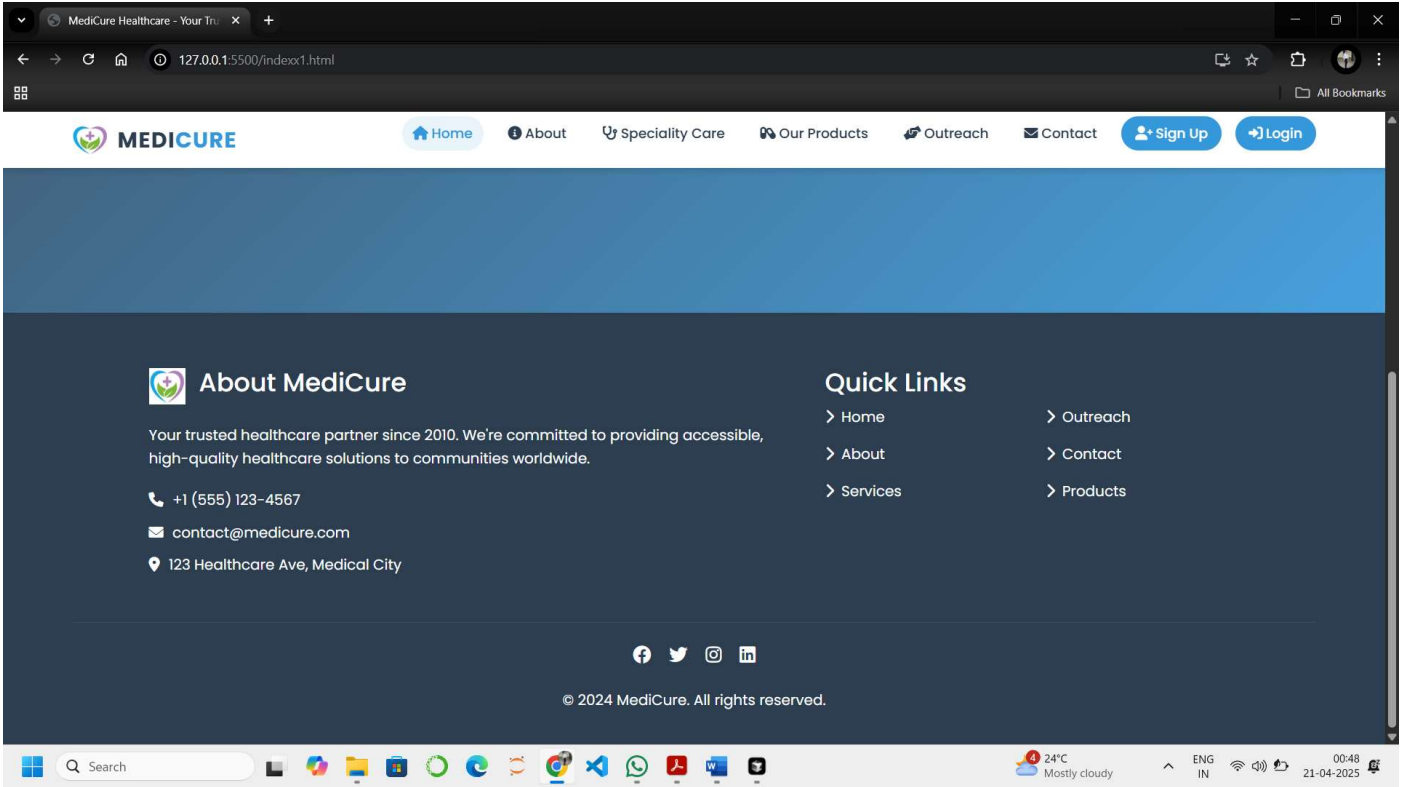 MediCure Healthcare - Your Tru
127.0.0.1:5500/indexx1.html
All Bookmarks
MEDICURE
Home About Speciality Care Our Products Outreach Contact Sign Up Login
About MediCure
Your trusted healthcare partner since 2010. We're committed to providing accessible,
high-quality healthcare solutions to communities worldwide.
+1 (555) 123-4567
contact@medicure.com
123 Healthcare Ave, Medical City
Quick Links
Home Outreach
About Contact
Services Products
© 2024 MediCure. All rights reserved.
Search
4
24°C
Mostly cloudy
ENG
IN
00:48
21-04-2025